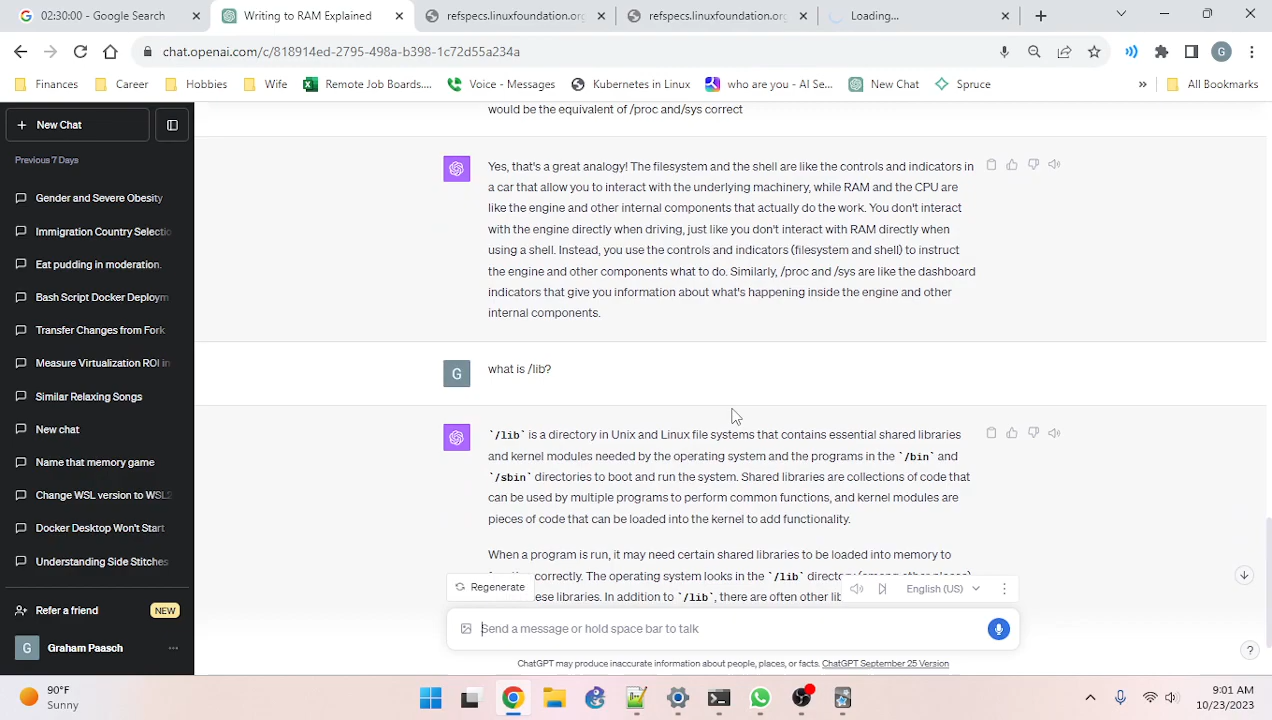 02:30:00 - Google Search
Writing to RAM Explained
refspecs.linuxfoundation.org
refspecs.linuxfoundation.org
Loading...
chat.openai.com/c/818914ed-2795-498a-b398-1c72d55a234a
G
Finances
Career
Hobbies
Wife
Remote Job Boards....
Voice - Messages
Kubernetes in Linux
who are you - AI Se...
New Chat
Spruce
»
All Bookmarks
New Chat
Previous 7 Days
Gender and Severe Obesity
Immigration Country Selectio
Eat pudding in moderation.
Bash Script Docker Deploym
Transfer Changes from Fork
Measure Virtualization ROI in
Similar Relaxing Songs
New chat
Name that memory game
Change WSL version to WSL2
Docker Desktop Won't Start
Understanding Side Stitches
Refer a friend
NEW
G
Graham Paasch
...
would be the equivalent of /proc and/sys correct
Yes, that's a great analogy! The filesystem and the shell are like the controls and indicators in
a car that allow you to interact with the underlying machinery, while RAM and the CPU are
like the engine and other internal components that actually do the work. You don't interact
with the engine directly when driving, just like you don't interact with RAM directly when
using a shell. Instead, you use the controls and indicators (filesystem and shell) to instruct
the engine and other components what to do. Similarly, /proc and /sys are like the dashboard
indicators that give you information about what's happening inside the engine and other
internal components.
G
what is /lib?
`/lib` is a directory in Unix and Linux file systems that contains essential shared libraries
and kernel modules needed by the operating system and the programs in the `/bin` and
`/sbin` directories to boot and run the system. Shared libraries are collections of code that
can be used by multiple programs to perform common functions, and kernel modules are
pieces of code that can be loaded into the kernel to add functionality.
When a program is run, it may need certain shared libraries to be loaded into memory to
correctly. The operating system looks in the `/lib`
these libraries. In addition to `/lib`, there are often other
Regenerate
English (US)
Send a message or hold space bar to talk
ChatGPT may produce inaccurate information about people, places, or facts. ChatGPT September 25 Version
?
90°F
Sunny
9:01 AM
10/23/2023